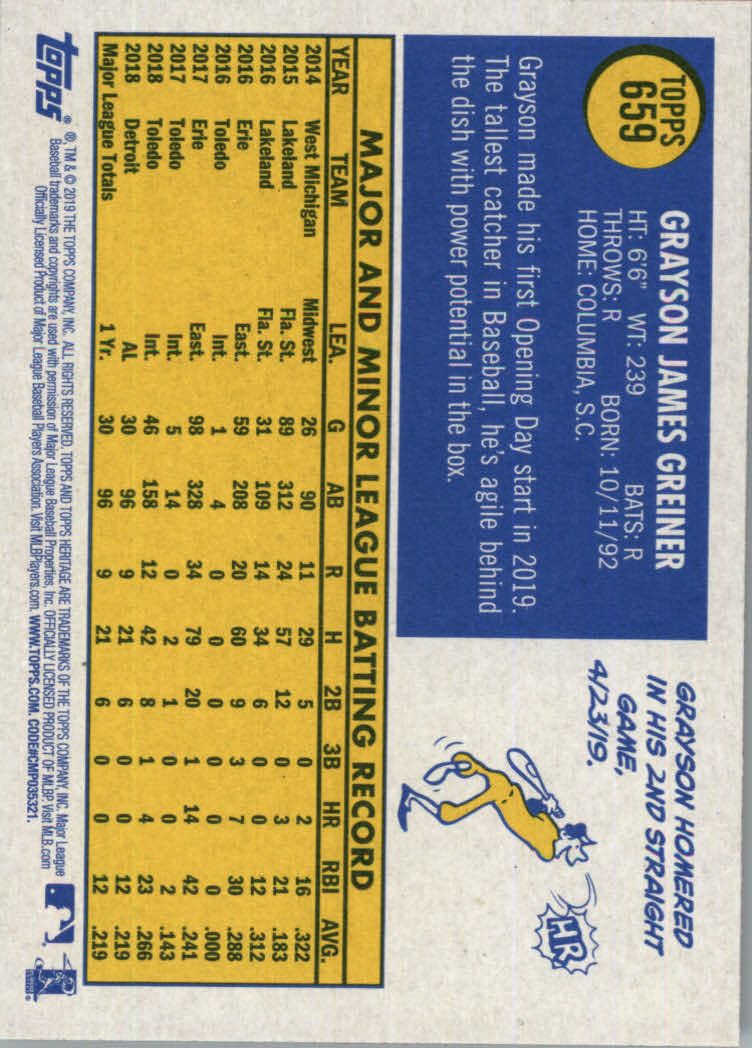 TOPPS
659
GRAYSON JAMES GREINER
HT: 6'6" WT: 239 BATS: R
THROWS: R BORN: 10/11/92
HOME: COLUMBIA, S.C.
Grayson made his first Opening Day start in 2019.
The tallest catcher in Baseball, he's agile behind
the dish with power potential in the box.
GRAYSON HOMERED
IN HIS 2ND STRAIGHT
GAME,
4/23/19.
HR
MAJOR AND MINOR LEAGUE BATTING RECORD
YEAR TEAM LEA. G AB R H 2B 3B HR RBI AVG.
2014 West Michigan Midwest 26 90 11 29 5 0 2 16 .322
2015 Lakeland Fla. St. 89 312 24 57 12 0 3 21 .183
2016 Lakeland Fla. St. 31 109 14 34 6 0 0 12 .312
2016 Erie East. 59 208 20 60 9 3 7 30 .288
2016 Toledo Int. 1 4 0 0 0 0 0 0 .000
2017 Erie East. 98 328 34 79 20 1 14 42 .241
2017 Toledo Int. 5 14 0 2 1 0 0 2 .143
2018 Toledo Int. 46 158 12 42 8 1 4 23 .266
2018 Detroit AL 30 96 9 21 6 0 0 12 .219
Major League Totals 1 Yr. 30 96 9 21 6 0 0 12 .219
topps ®, TM & © 2019 THE TOPPS COMPANY, INC. ALL RIGHTS RESERVED. TOPPS AND TOPPS HERITAGE ARE TRADEMARKS OF THE TOPPS COMPANY, INC. Major League
Baseball trademarks and copyrights are used with permission of Major League Baseball Properties, Inc. OFFICIALLY LICENSED PRODUCT OF MLBP. Visit MLB.com
Officially Licensed Product of Major League Baseball Players Association. Visit MLBPlayers.com. WWW.TOPPS.COM. CODE#CMP035321.